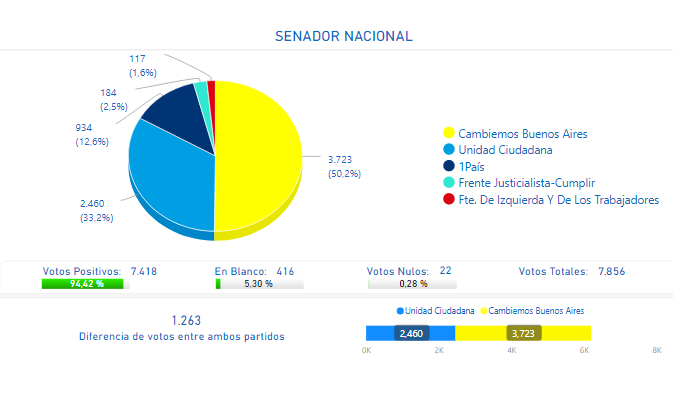 SENADOR NACIONAL
117
(1,6%)
184
(2,5%)
934
(12,6%)
2.460
(33,2%)
3.723
(50,2%)
Cambiemos Buenos Aires
Unidad Ciudadana
1País
Frente Justicialista-Cumplir
Fte. De Izquierda Y De Los Trabajadores
Votos Positivos: 7.418
94,42 %
En Blanco: 416
5,30 %
Votos Nulos: 22
0,28 %
Votos Totales: 7.856
1.263
Diferencia de votos entre ambos partidos
Unidad Ciudadana Cambiemos Buenos Aires
2,460 3,723
0K 2K 4K 6K 8K